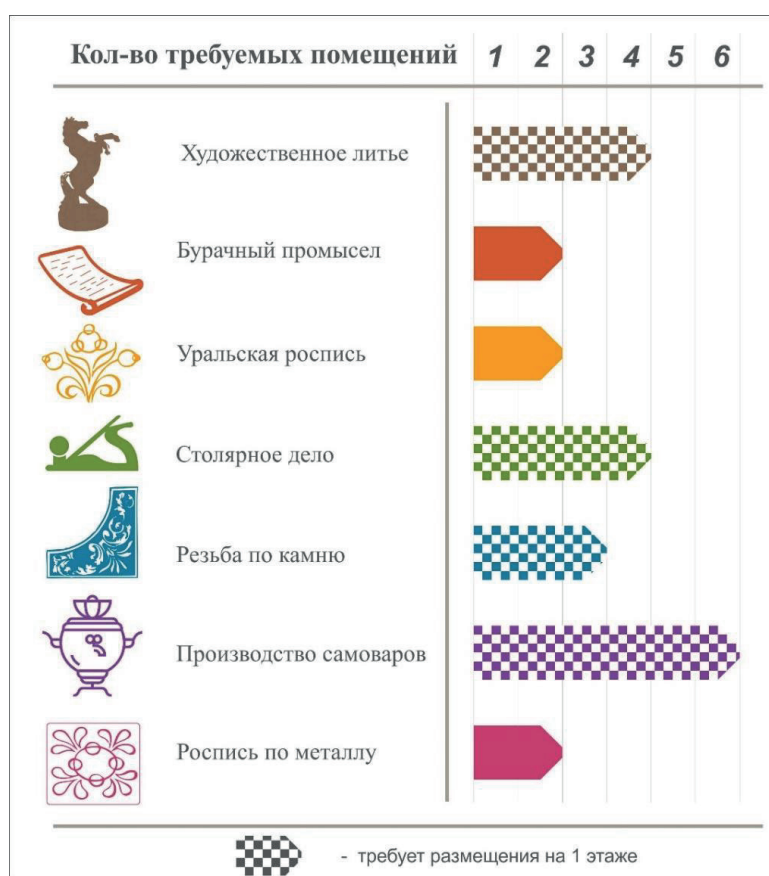 Кол-во требуемых помещений 1 2 3 4 5 6
Художественное литье
Бурачный промысел
Уральская роспись
Столярное дело
Резьба по камню
Производство самоваров
Роспись по металлу
- требует размещения на 1 этаже